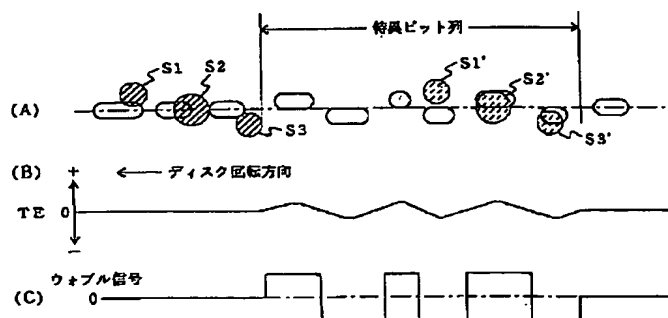 特異ピット列
S1
S2
S1'
S2'
(A)
S3
S3'
(B) + ← ディスク回転方向
TE 0
−
ウォブル信号
(C) 0